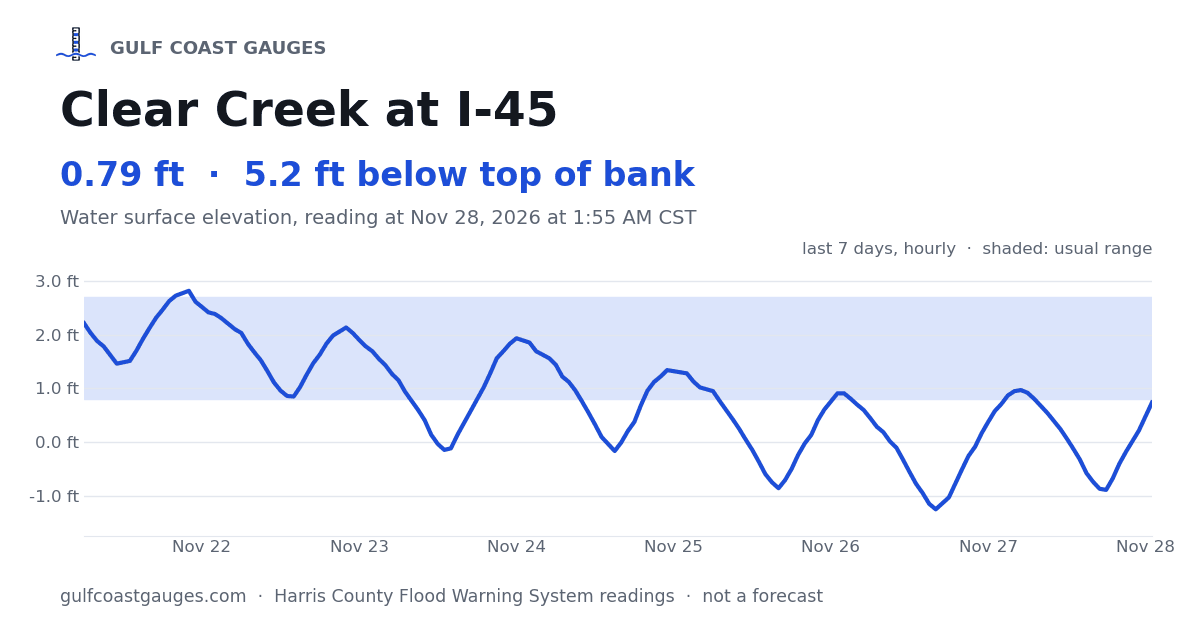 GULF COAST GAUGES
Clear Creek at I-45
0.79 ft · 5.2 ft below top of bank
Water surface elevation, reading at Nov 28, 2026 at 1:55 AM CST
last 7 days, hourly · shaded: usual range
3.0 ft
2.0 ft
1.0 ft
0.0 ft
-1.0 ft
Nov 22 Nov 23 Nov 24 Nov 25 Nov 26 Nov 27 Nov 28
gulfcoastgauges.com · Harris County Flood Warning System readings · not a forecast